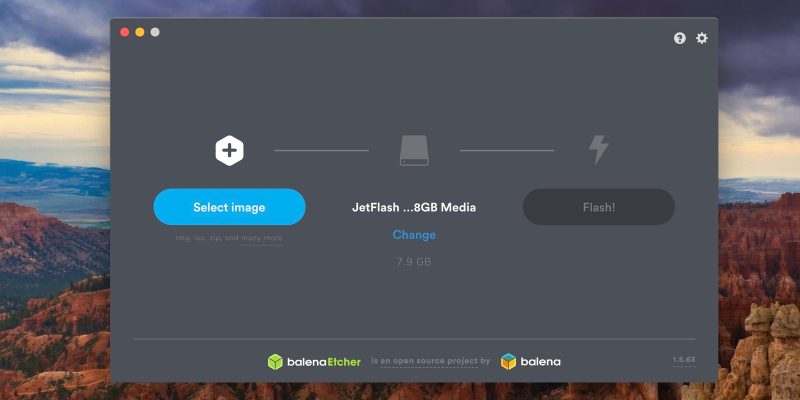 Select image
img, iso, zip, and many more
JetFlash ...8GB Media
Change
7.9 GB
Flash!
balenaEtcher is an open source project by balena
1.5.63